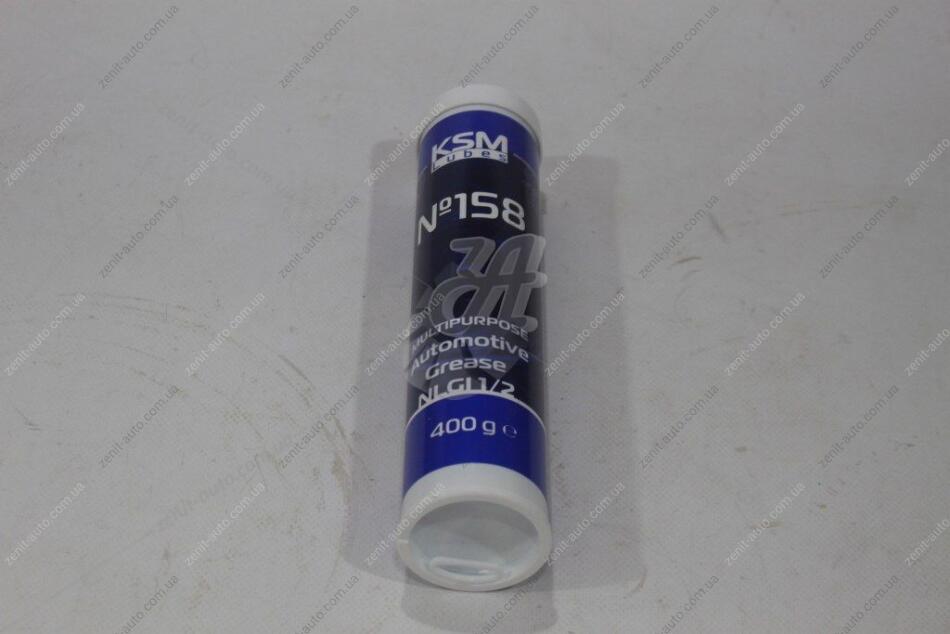 KSM
Lubes
Nº158
MULTIPURPOSE
Automotive
Grease
NLGI 1/2
400 g ℮
zenit-auto.com.ua